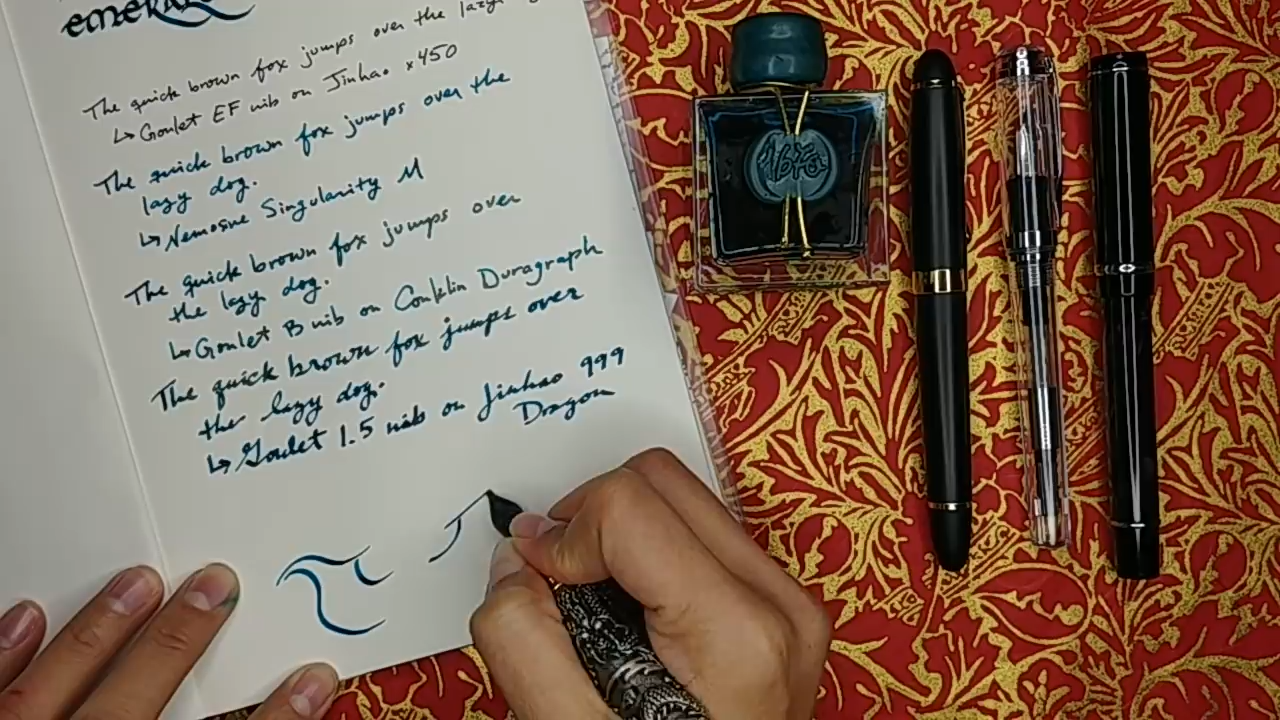 The quick brown fox jumps over the lazy
↳ Goulet EF nib on Jinhao x450
The quick brown fox jumps over the
lazy dog.
↳ Nemosine Singularity M
The quick brown fox jumps over
the lazy dog.
↳ Goulet B nib on Conklin Duragraph
The quick brown fox jumps over
the lazy dog.
↳ Goulet 1.5 nib on Jinhao 999
Dragon
1670